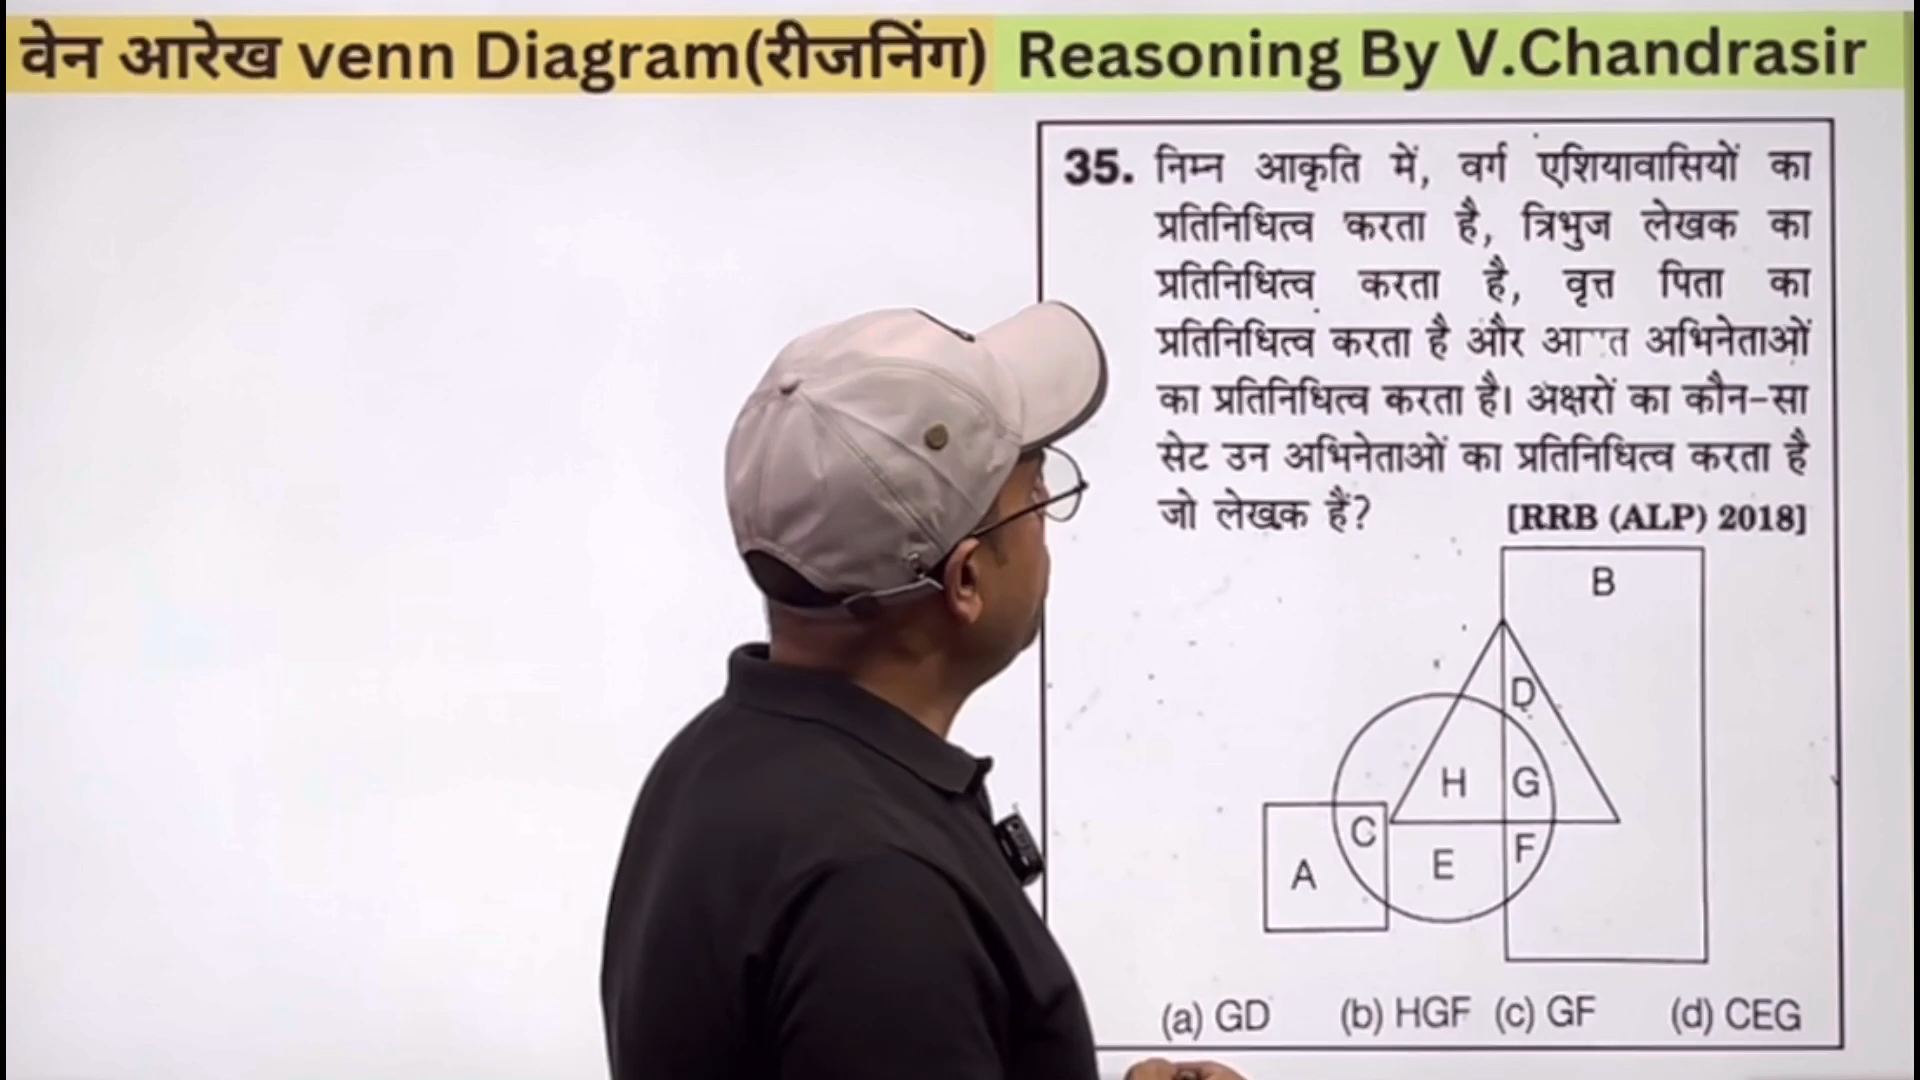 वेन आरेख venn Diagram(रीजनिंग) Reasoning By V.Chandrasir
35. निम्न आकृति में, वर्ग एशियावासियों का
प्रतिनिधित्व करता है, त्रिभुज लेखक का
प्रतिनिधित्व करता है, वृत्त पिता का
प्रतिनिधित्व करता है और अभिनेताओं
का प्रतिनिधित्व करता है। अक्षरों का कौन-सा
सेट उन अभिनेताओं का प्रतिनिधित्व करता है
जो लेखक हैं? [RRB (ALP) 2018]
B
D
H G
C
E F
A
(a) GD (b) HGF (c) GF (d) CEG